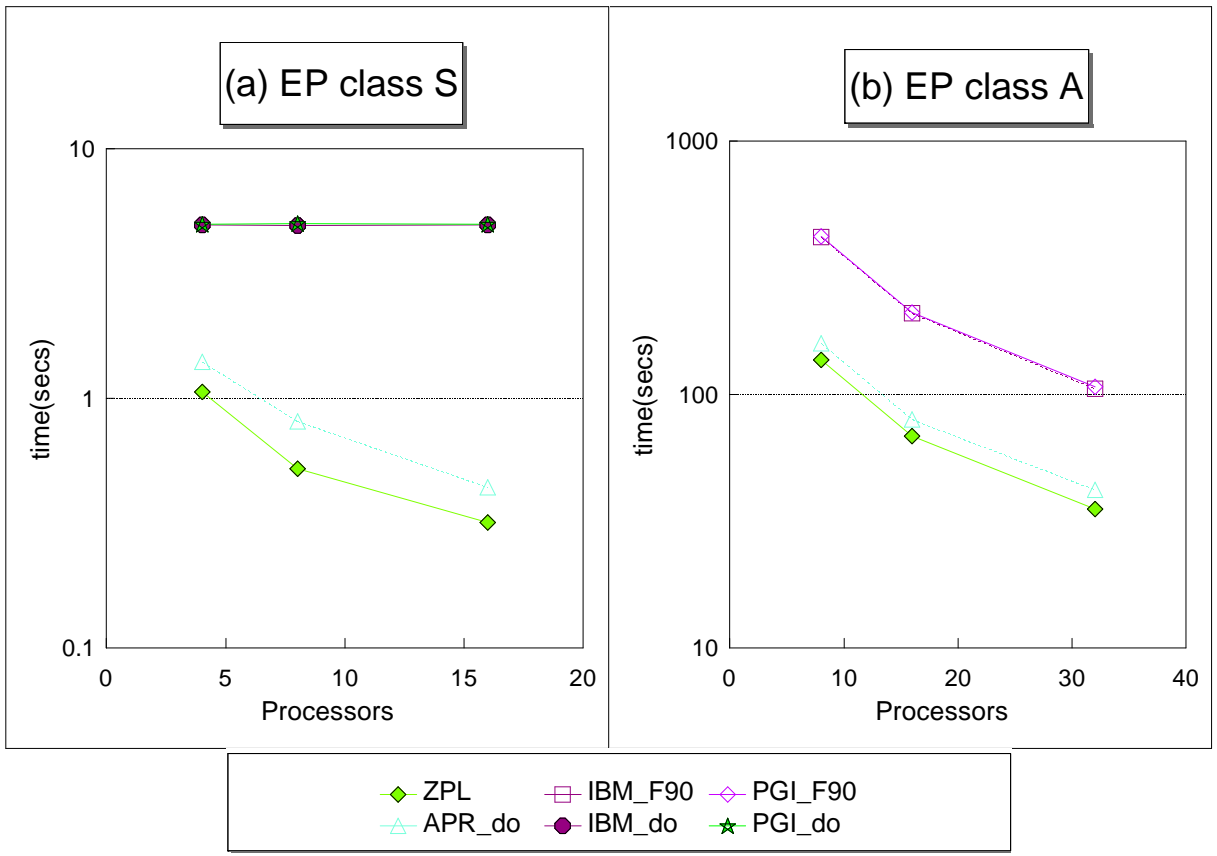 (a) EP class S
10
1
0.1
time(secs)
0 5 10 15 20
Processors
(b) EP class A
1000
100
10
time(secs)
0 10 20 30 40
Processors
ZPL IBM_F90 PGI_F90
APR_do IBM_do PGI_do